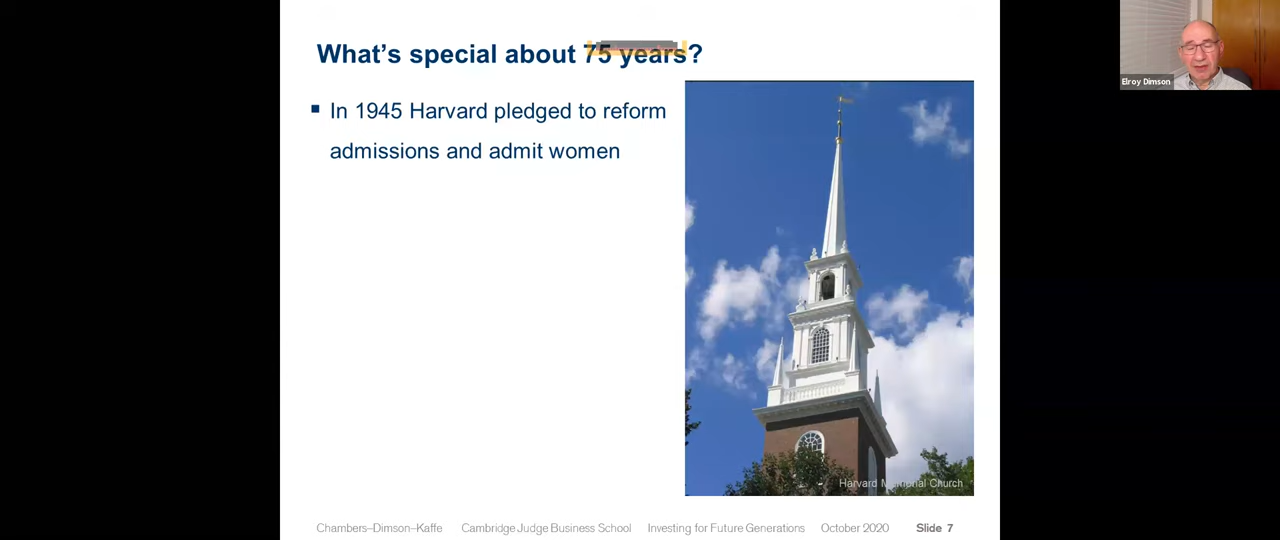 What's special about 75 years?
▪ In 1945 Harvard pledged to reform
admissions and admit women
Harvard Memorial Church
Chambers–Dimson–Kaffe Cambridge Judge Business School Investing for Future Generations October 2020 Slide 7
Elroy Dimson